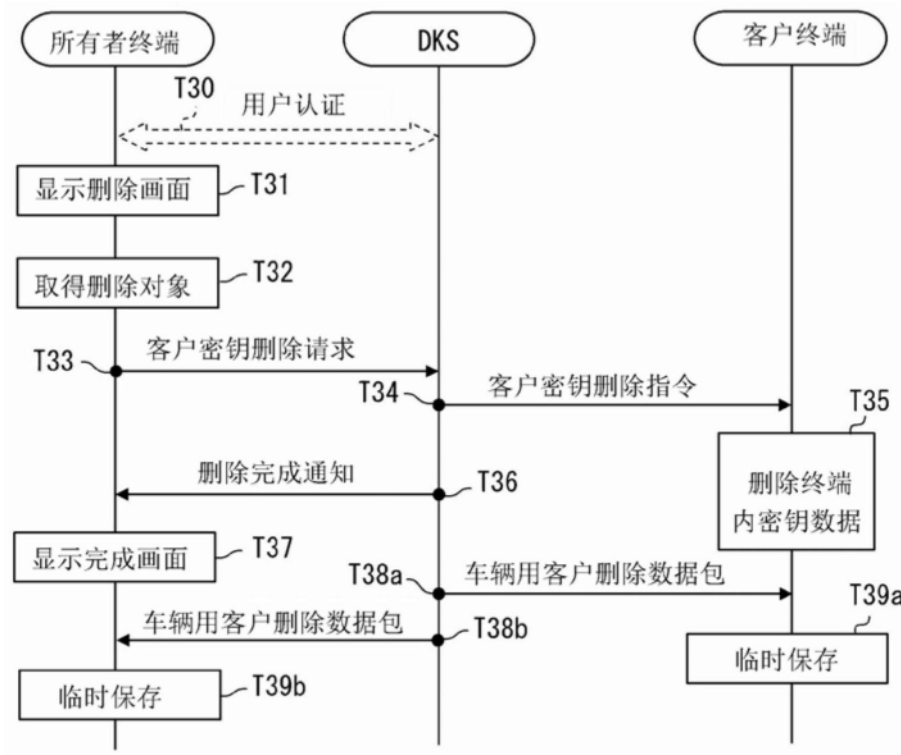 所有者终端
DKS
客户终端
T30
用户认证
显示删除画面
T31
取得删除对象
T32
T33
客户密钥删除请求
T34
客户密钥删除指令
T35
删除终端
内密钥数据
删除完成通知
T36
显示完成画面
T37
T38a
车辆用客户删除数据包
车辆用客户删除数据包
T38b
T39a
临时保存
临时保存
T39b